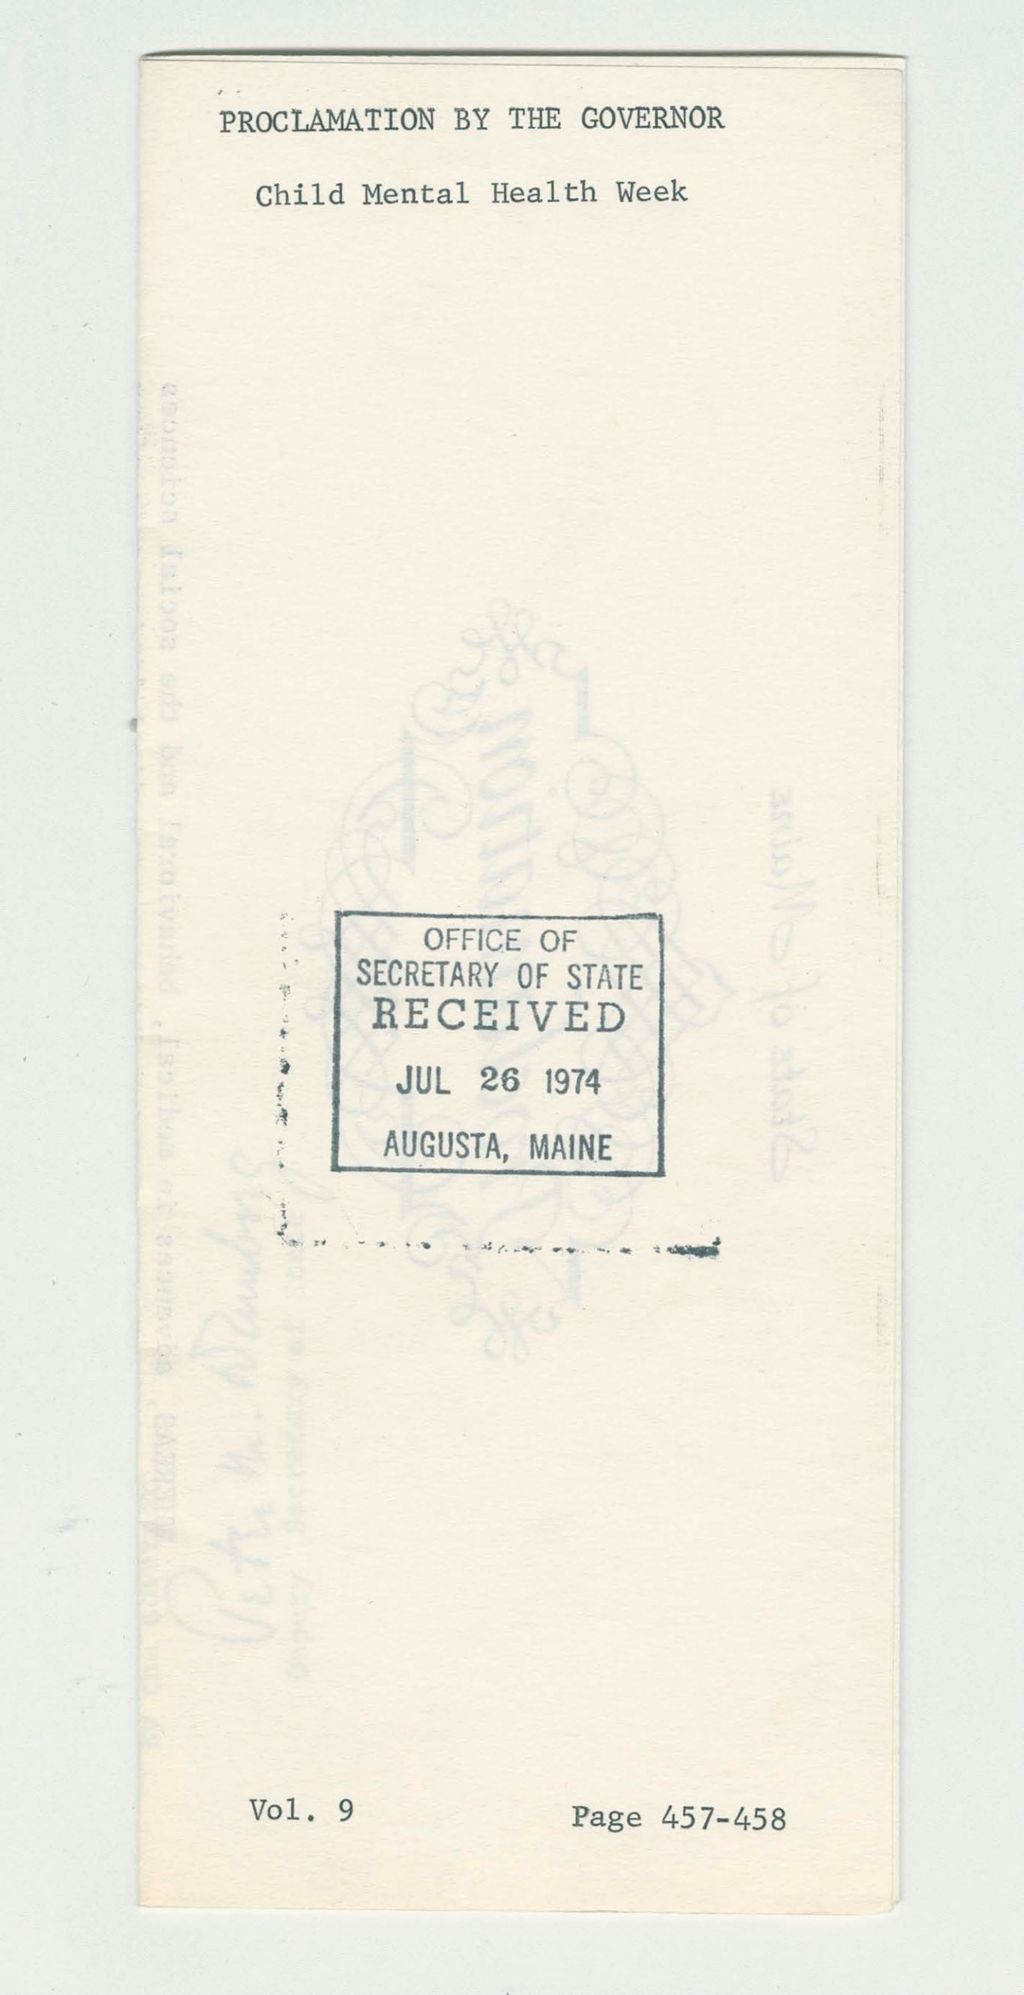 PROCLAMATION BY THE GOVERNOR
Child Mental Health Week
OFFICE OF
SECRETARY OF STATE
RECEIVED
JUL 26 1974
AUGUSTA, MAINE
Vol. 9 Page 457-458